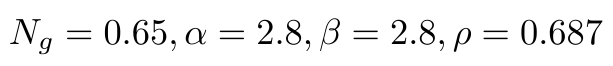 N_g = 0.65, α = 2.8, β = 2.8, ρ = 0.687